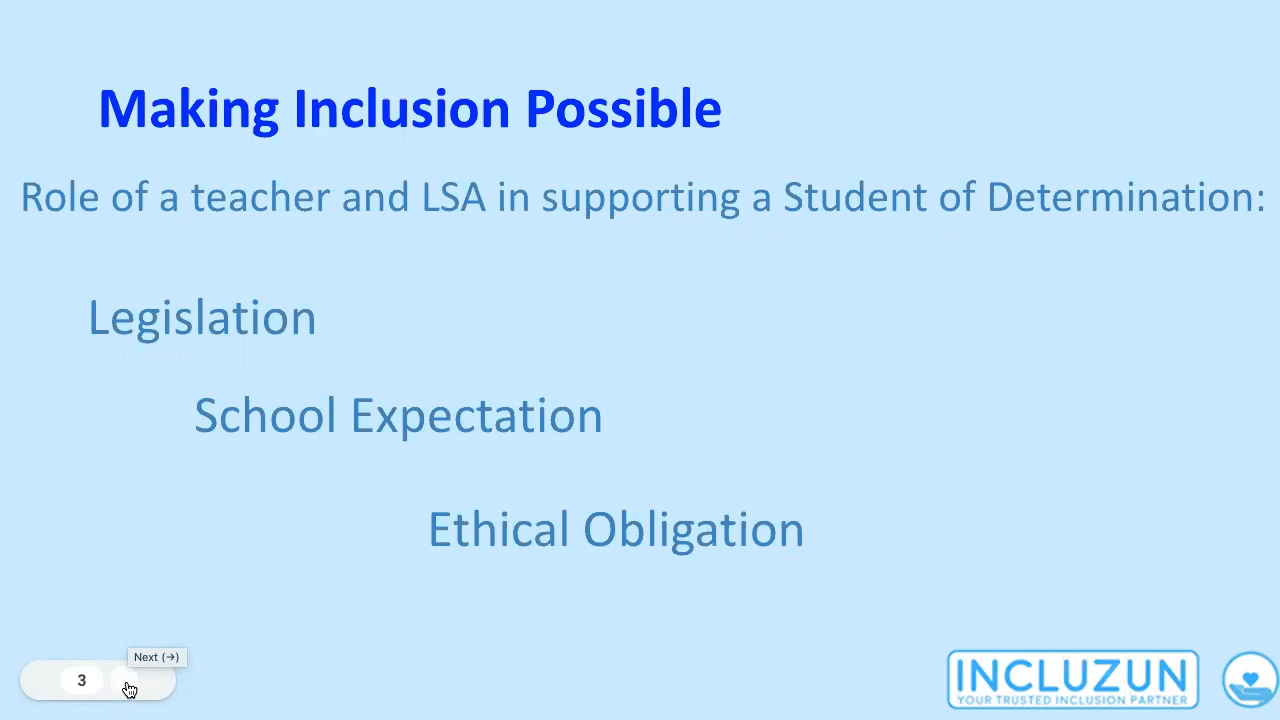 Making Inclusion Possible
Role of a teacher and LSA in supporting a Student of Determination:
Legislation
School Expectation
Ethical Obligation
Next (→)
3
INCLUZUN
YOUR TRUSTED INCLUSION PARTNER